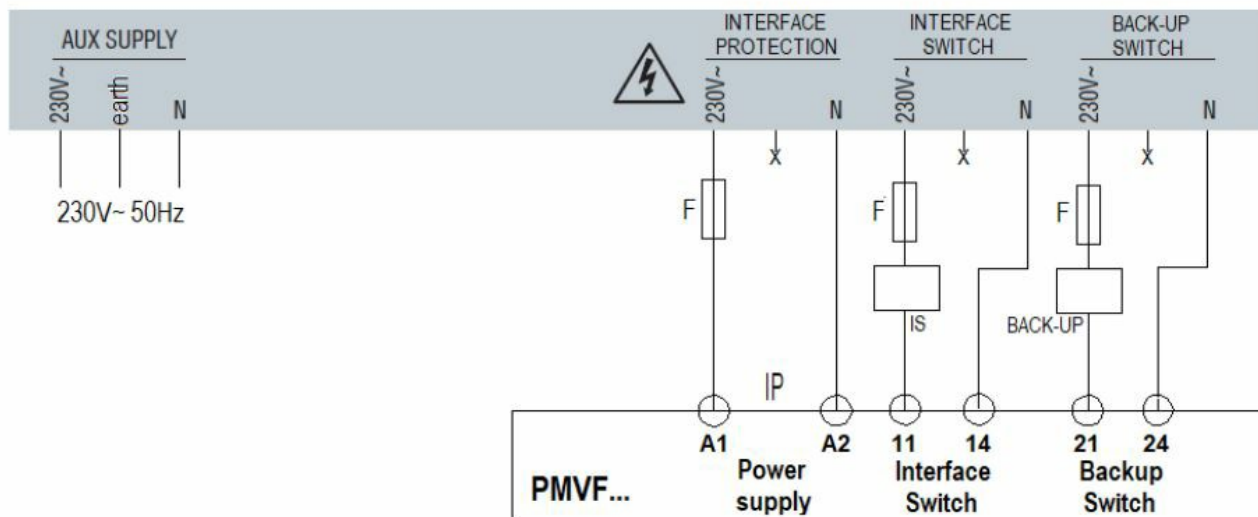 AUX SUPPLY
230V~
earth
N
230V~ 50Hz
INTERFACE
PROTECTION
230V~
N
X
INTERFACE
SWITCH
230V~
N
X
BACK-UP
SWITCH
230V~
N
X
F
F
F
IS
BACK-UP
IP
A1
A2
11
14
21
24
Power
supply
Interface
Switch
Backup
Switch
PMVF...